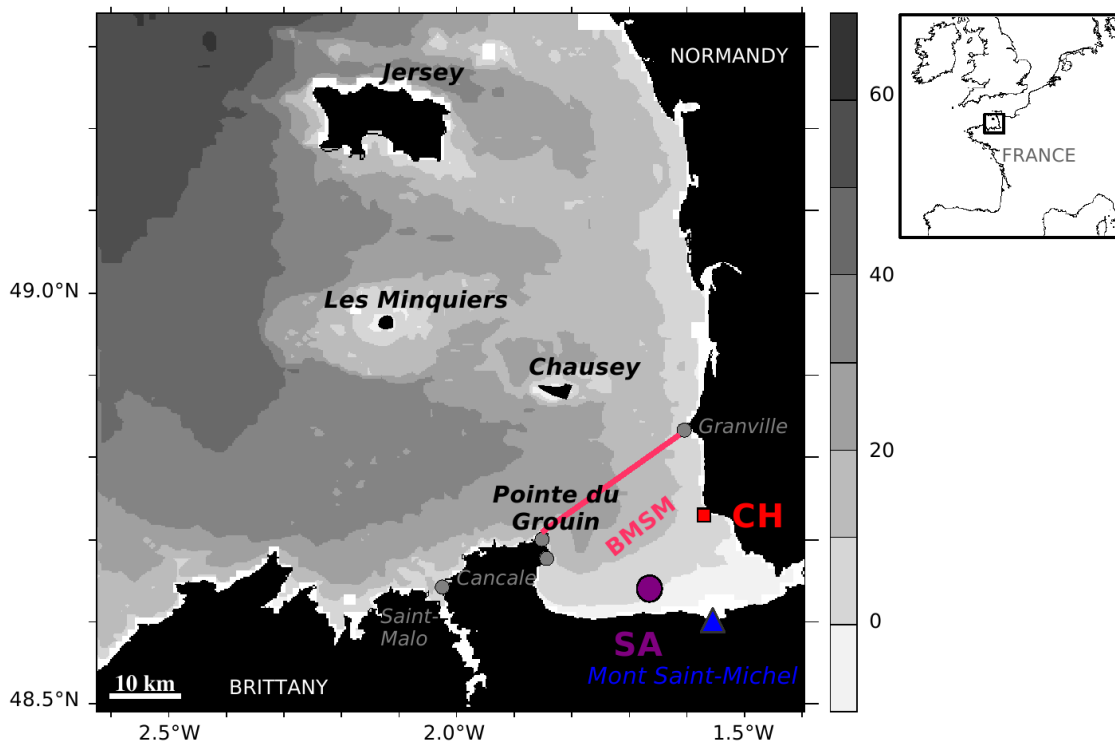 NORMANDY
Jersey
60
FRANCE
40
49.0°N
Les Minquiers
Chausey
Granville
20
Pointe du
Grouin
BMSM
CH
Cancale
Saint-
Malo
0
SA
Mont Saint-Michel
10 km
BRITTANY
48.5°N
2.5°W
2.0°W
1.5°W